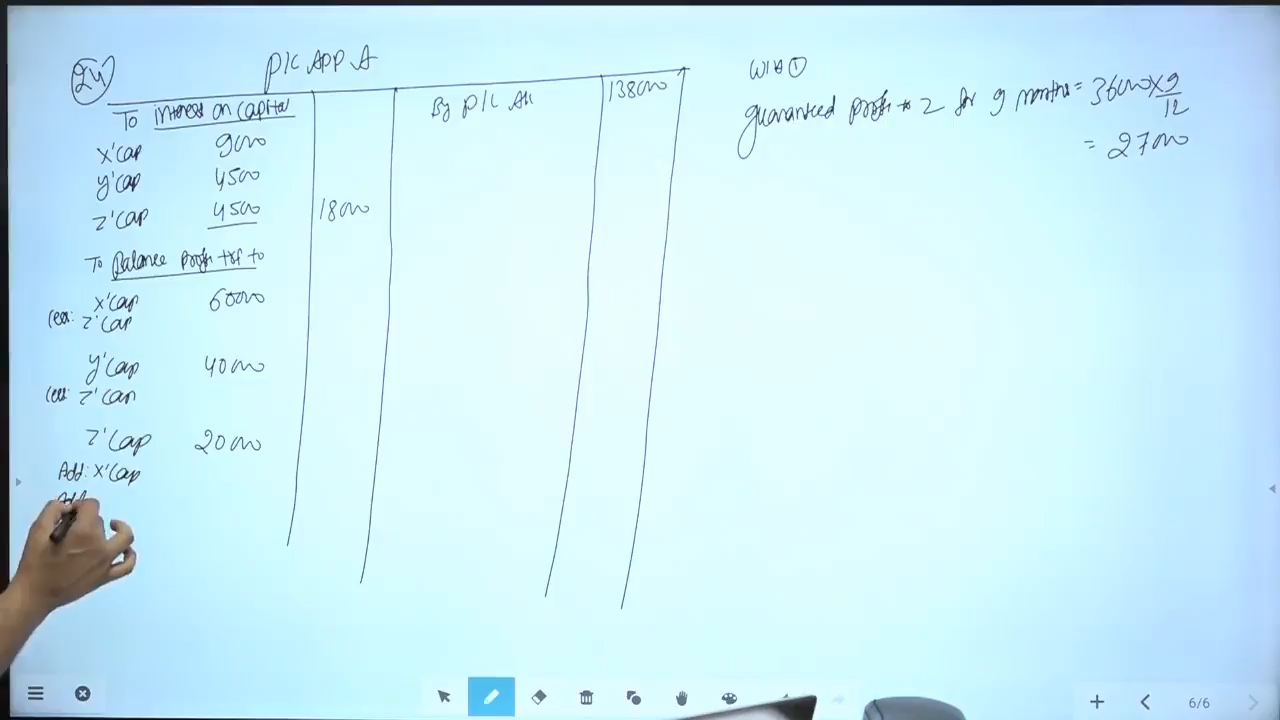 24
P/L APP A
To Interest on Capital
X'Cap 9000
Y'Cap 4500
Z'Cap 4500 18000
To Balance Profit trf to
X'Cap 60000
Less: Z'Cap
Y'Cap 40000
Less: Z'Cap
Z'Cap 20000
Add: X'Cap
Add
By P/L A/c 138000
W/N ①
Guaranteed profit to Z for 9 months = 36000 × 9/12
= 27000
6/6